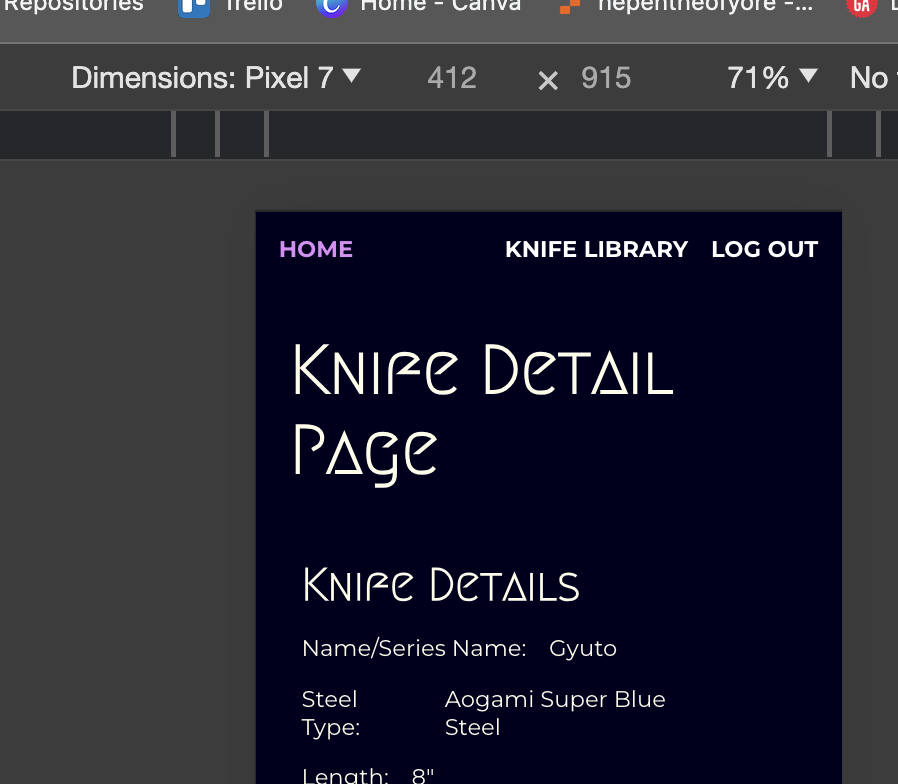 Repositories Trello Home - Canva nepentheofyore -... GA
Dimensions: Pixel 7 ▼ 412 × 915 71% ▼ No
HOME KNIFE LIBRARY LOG OUT
Knife Detail
Page
Knife Details
Name/Series Name: Gyuto
Steel Aogami Super Blue
Type: Steel
Length: 8"